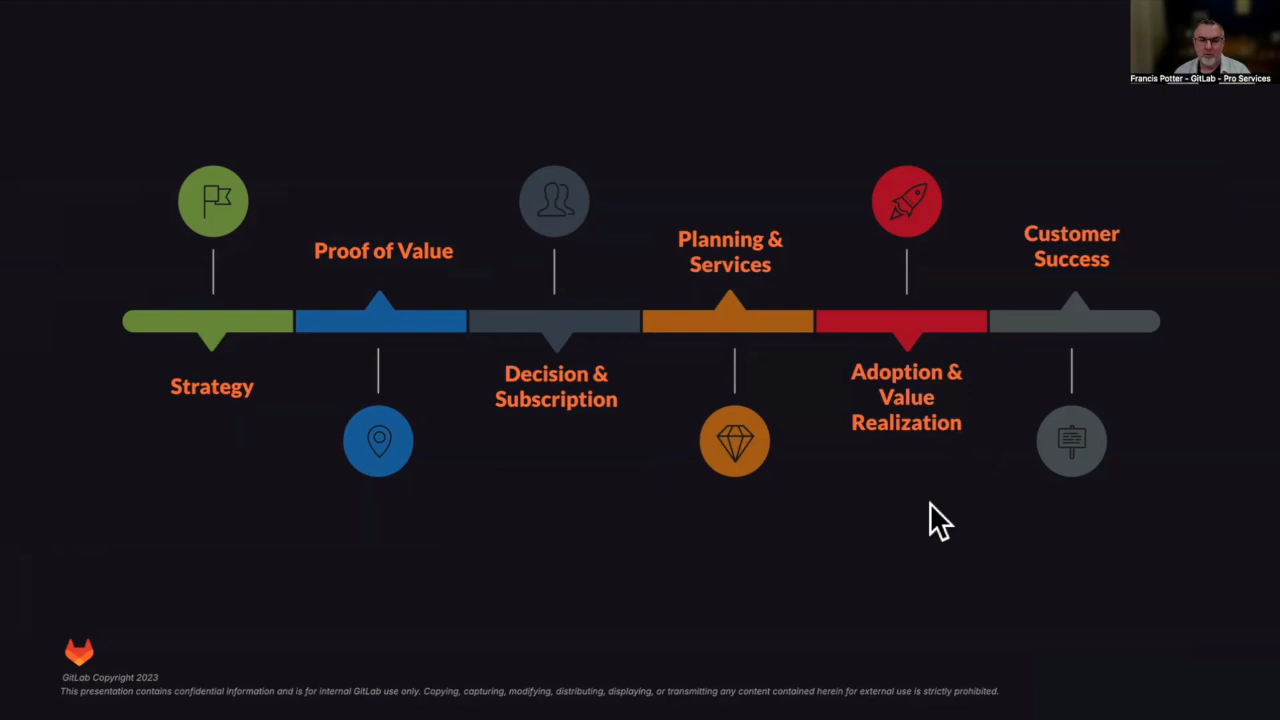 Francis Potter - GitLab - Pro Services
Strategy
Proof of Value
Decision &
Subscription
Planning &
Services
Adoption &
Value
Realization
Customer
Success
GitLab Copyright 2023
This presentation contains confidential information and is for internal GitLab use only. Copying, capturing, modifying, distributing, displaying, or transmitting any content contained herein for external use is strictly prohibited.